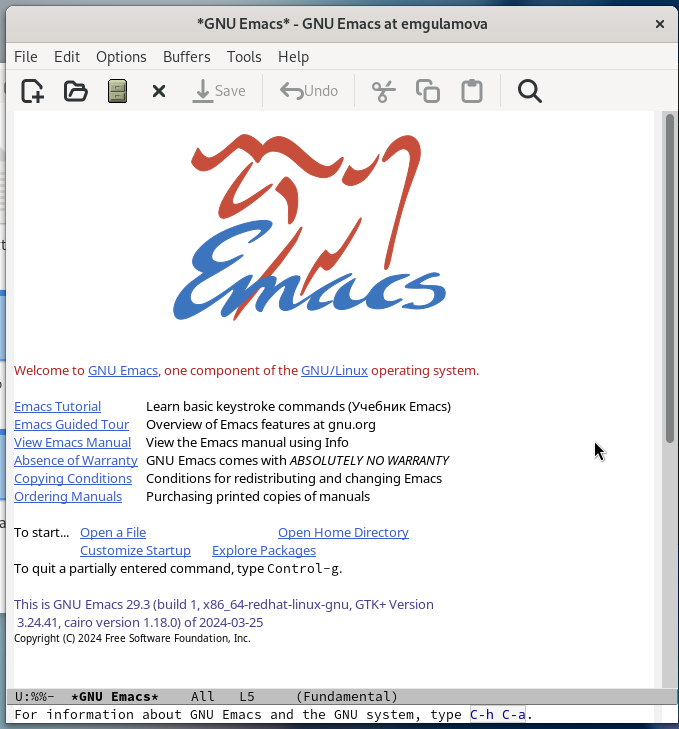 *GNU Emacs* - GNU Emacs at emgulamova
File Edit Options Buffers Tools Help
Save Undo
Emacs
Welcome to GNU Emacs, one component of the GNU/Linux operating system.
Emacs Tutorial Learn basic keystroke commands (Учебник Emacs)
Emacs Guided Tour Overview of Emacs features at gnu.org
View Emacs Manual View the Emacs manual using Info
Absence of Warranty GNU Emacs comes with ABSOLUTELY NO WARRANTY
Copying Conditions Conditions for redistributing and changing Emacs
Ordering Manuals Purchasing printed copies of manuals
To start... Open a File Open Home Directory
Customize Startup Explore Packages
To quit a partially entered command, type Control-g.
This is GNU Emacs 29.3 (build 1, x86_64-redhat-linux-gnu, GTK+ Version
3.24.41, cairo version 1.18.0) of 2024-03-25
Copyright (C) 2024 Free Software Foundation, Inc.
U:%%- *GNU Emacs* All L5 (Fundamental)
For information about GNU Emacs and the GNU system, type C-h C-a.